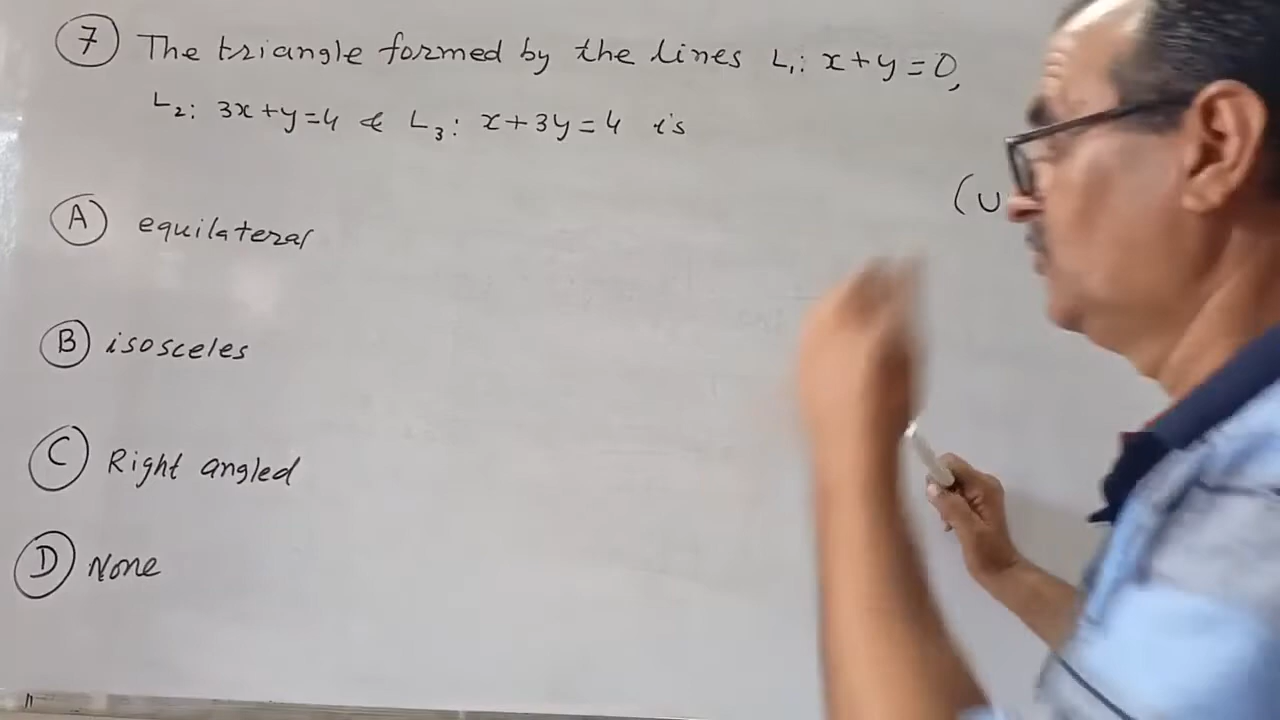 7 The triangle formed by the lines L₁: x+y=0,
L₂: 3x+y=4 & L₃: x+3y=4 is
(U
A equilateral
B isosceles
C Right angled
D None